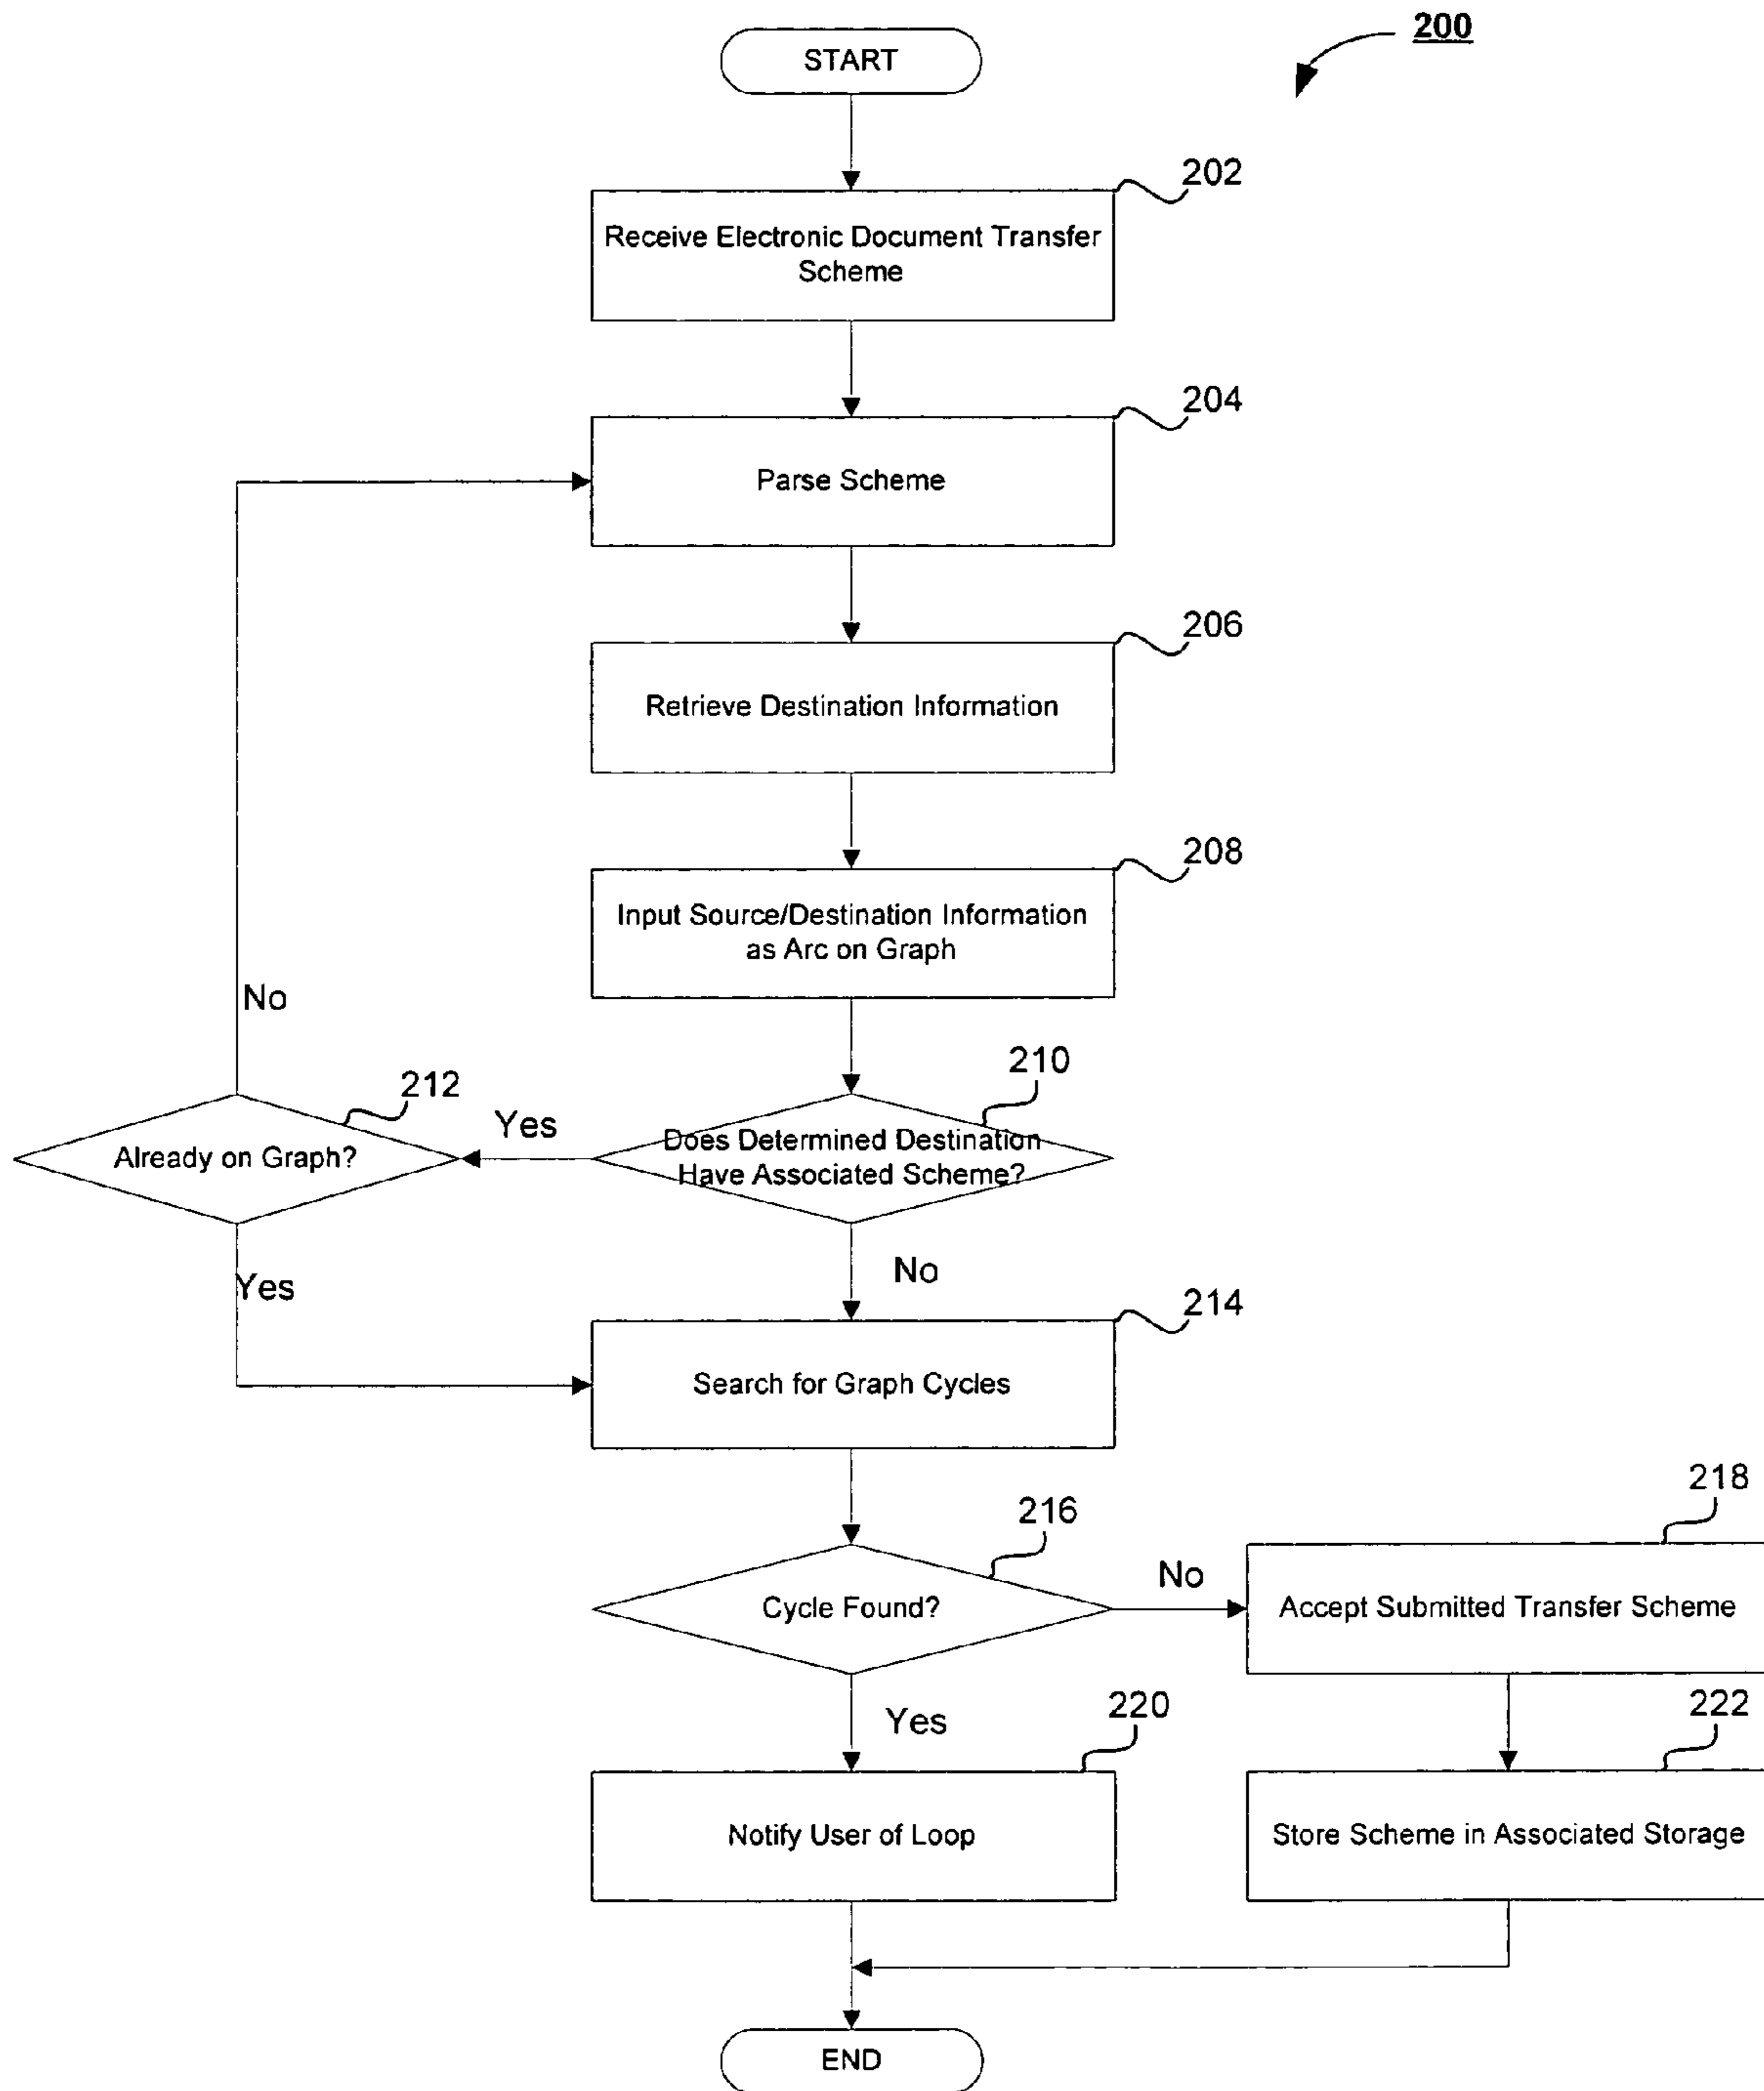 200
START
202
Receive Electronic Document Transfer
Scheme
204
Parse Scheme
206
Retrieve Destination Information
208
Input Source/Destination Information
as Arc on Graph
No
210
212
Yes
Does Determined Destination
Have Associated Scheme?
Already on Graph?
No
Yes
214
Search for Graph Cycles
218
216
No
Cycle Found?
Accept Submitted Transfer Scheme
220
222
Yes
Notify User of Loop
Store Scheme in Associated Storage
END